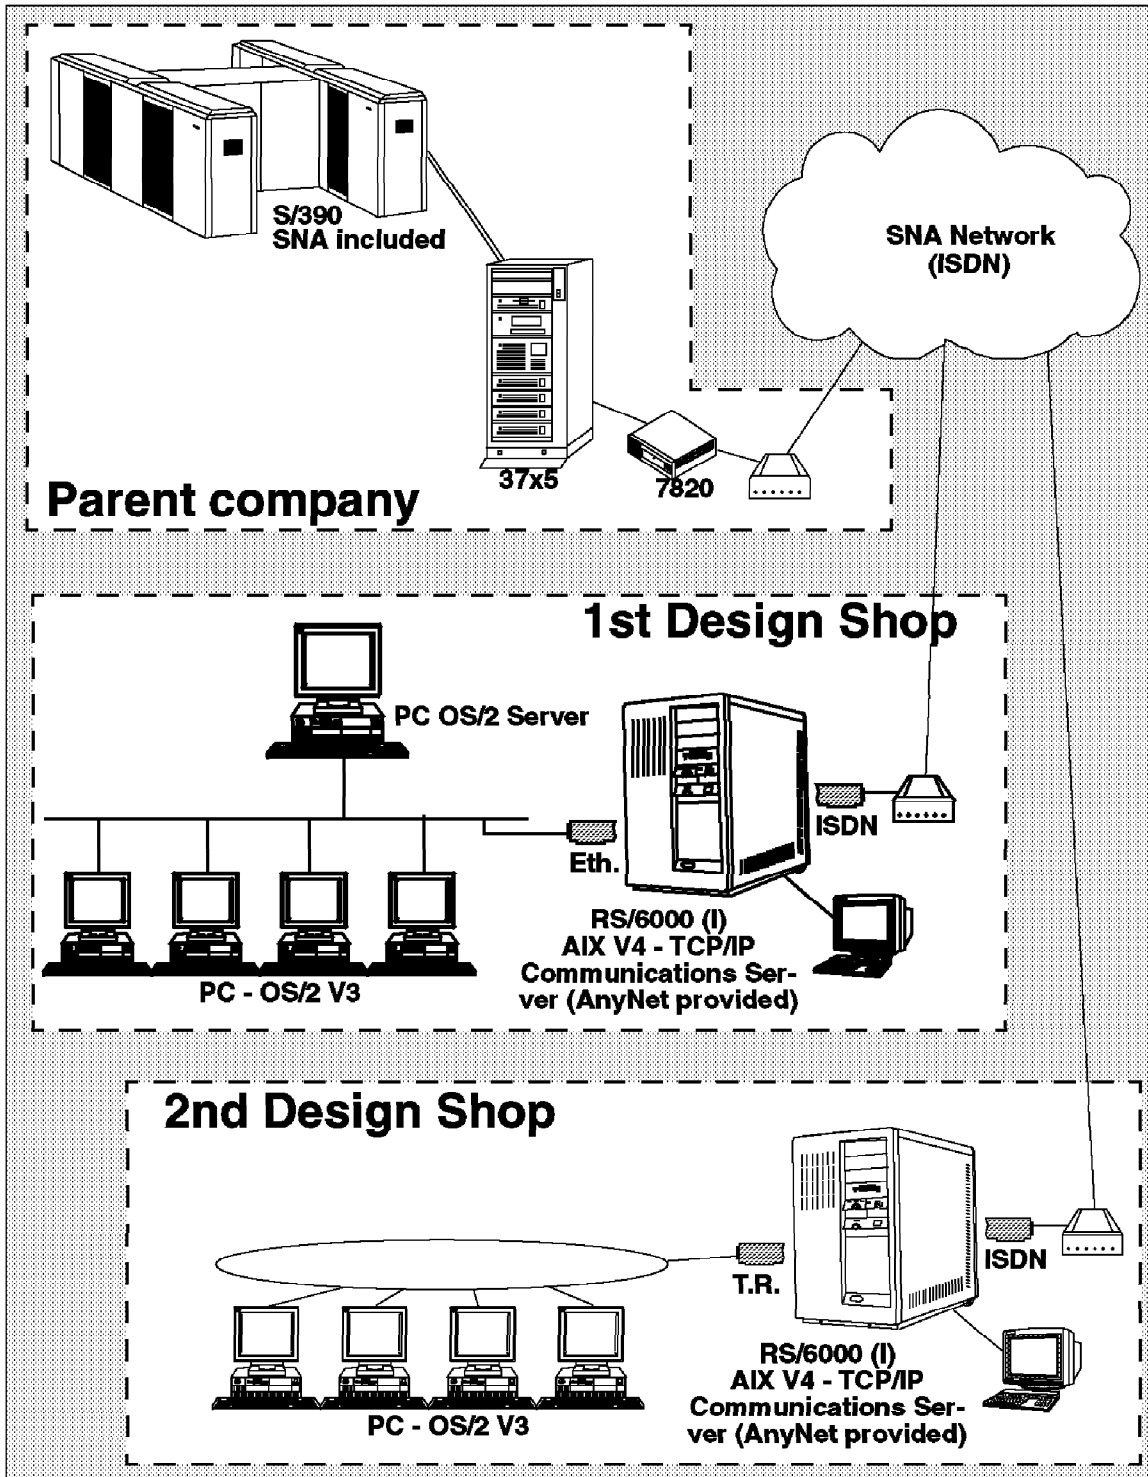 S/390
SNA included
SNA Network
(ISDN)
37x5
7820
Parent company
1st Design Shop
PC OS/2 Server
ISDN
Eth.
RS/6000 (I)
AIX V4 - TCP/IP
Communications Ser-
ver (AnyNet provided)
PC - OS/2 V3
2nd Design Shop
ISDN
T.R.
RS/6000 (I)
AIX V4 - TCP/IP
Communications Ser-
ver (AnyNet provided)
PC - OS/2 V3